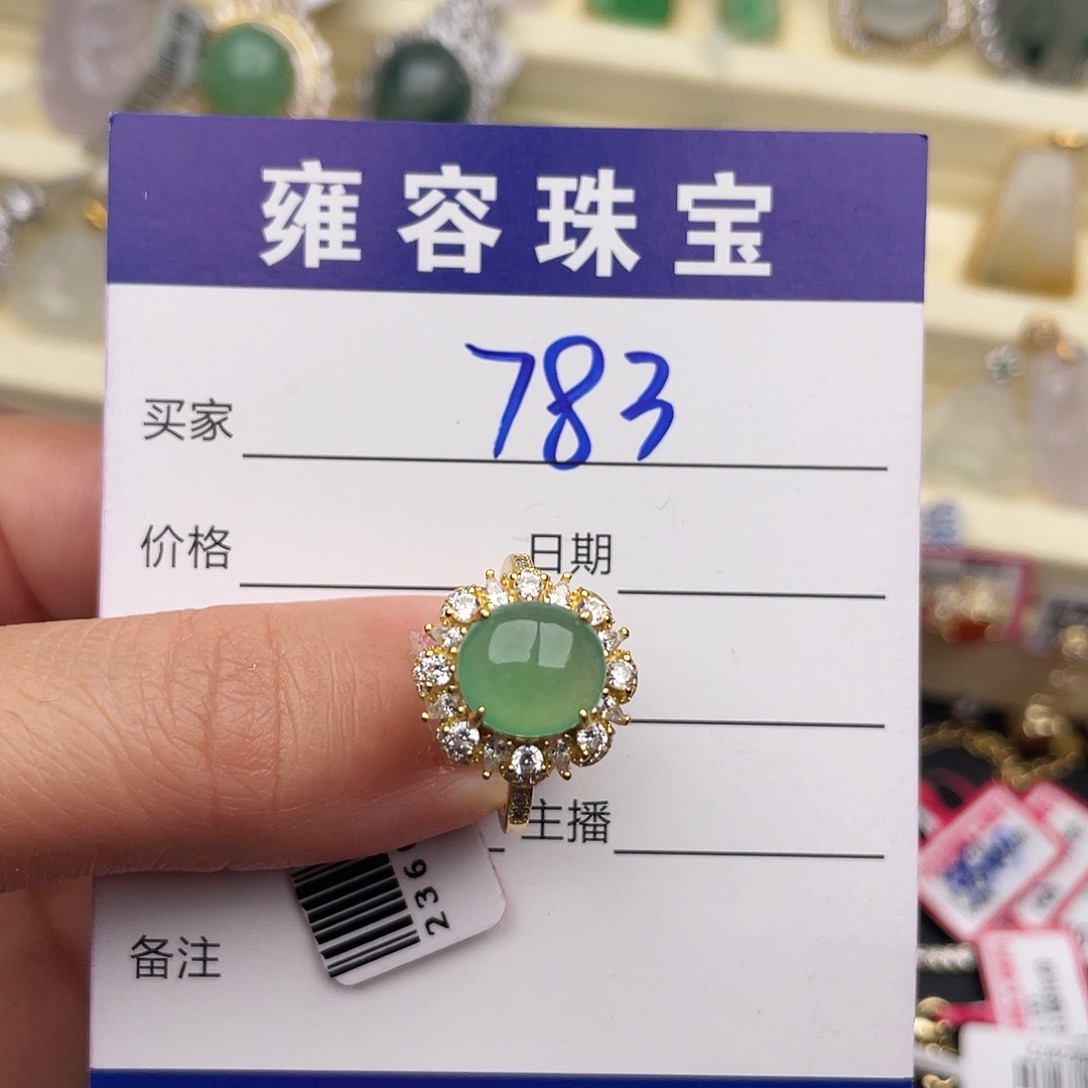 雍容珠宝
买家 783
价格 日期
主播
236
备注